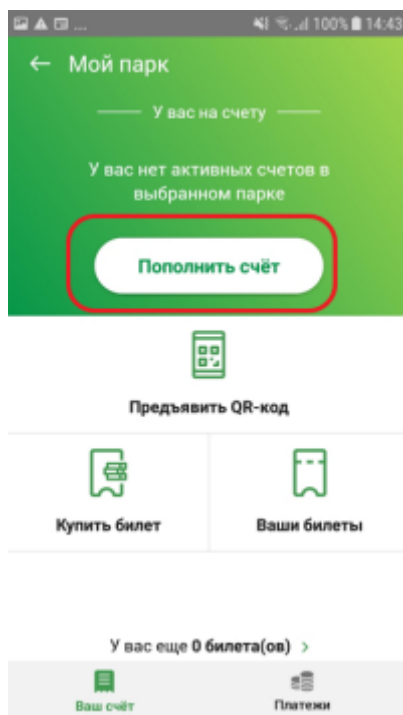 ... 100% 14:43
← Мой парк
У вас на счету
У вас нет активных счетов в
выбранном парке
Пополнить счёт
Предъявить QR-код
Купить билет Ваши билеты
У вас еще 0 билета(ов) >
Ваш счёт Платежи